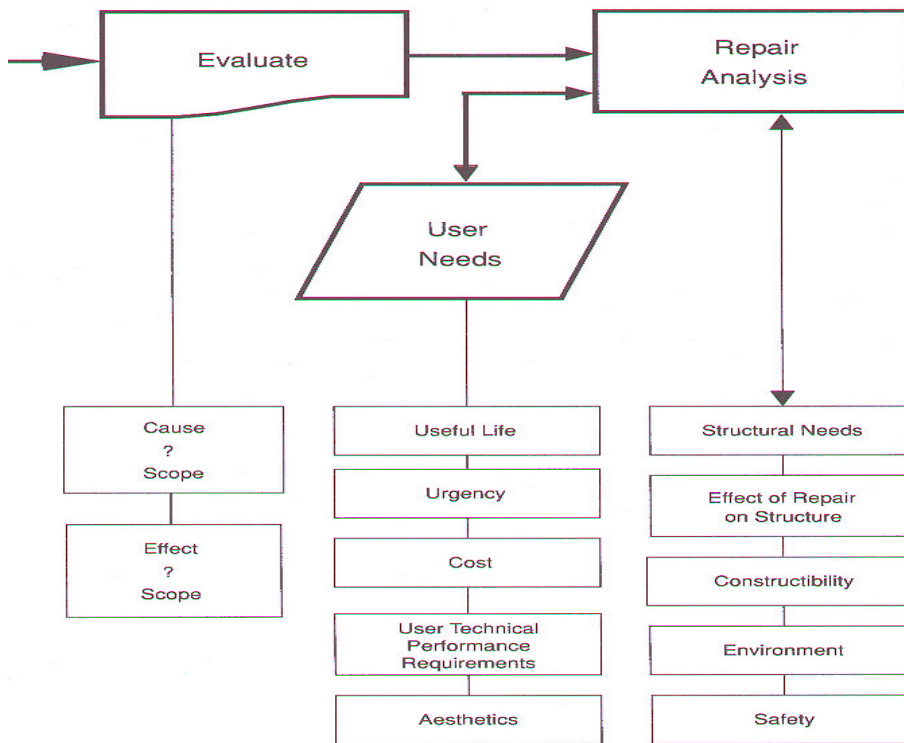 Evaluate
Repair
Analysis
User
Needs
Cause
?
Scope
Effect
?
Scope
Useful Life
Urgency
Cost
User Technical
Performance
Requirements
Aesthetics
Structural Needs
Effect of Repair
on Structure
Constructibility
Environment
Safety